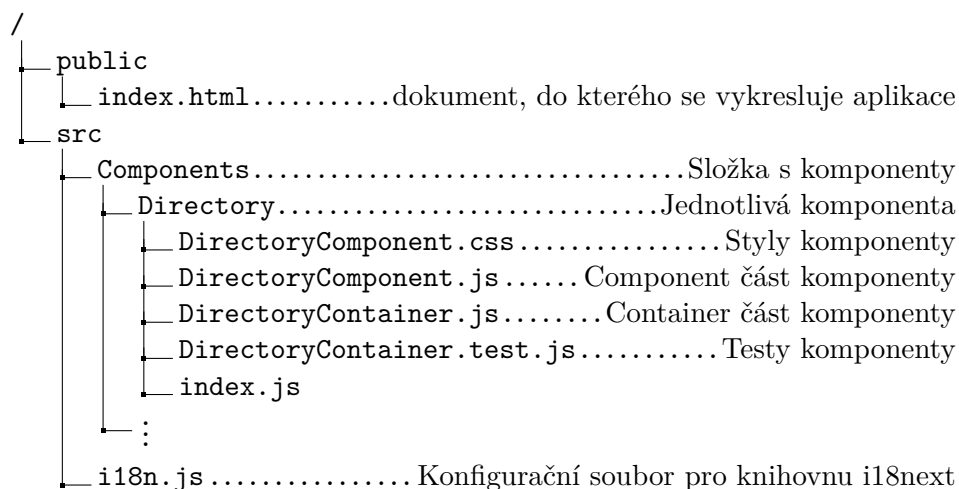 /
public
index.html...........dokument, do kterého se vykresluje aplikace
src
Components..................................Složka s komponenty
Directory..............................Jednotlivá komponenta
DirectoryComponent.css................Styly komponenty
DirectoryComponent.js......Component část komponenty
DirectoryContainer.js........Container část komponenty
DirectoryContainer.test.js...........Testy komponenty
index.js
⋮
i18n.js................Konfigurační soubor pro knihovnu i18next